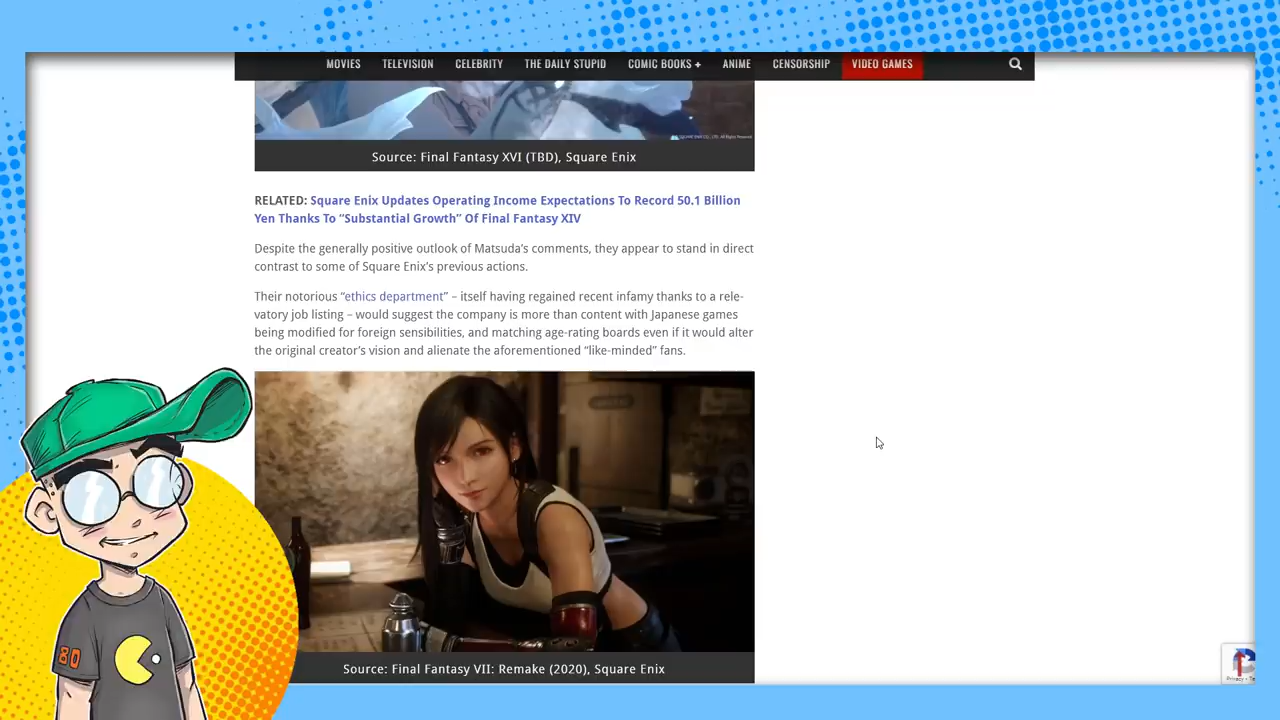 MOVIES TELEVISION CELEBRITY THE DAILY STUPID COMIC BOOKS + ANIME CENSORSHIP VIDEO GAMES
Source: Final Fantasy XVI (TBD), Square Enix
RELATED: Square Enix Updates Operating Income Expectations To Record 50.1 Billion
Yen Thanks To “Substantial Growth” Of Final Fantasy XIV
Despite the generally positive outlook of Matsuda’s comments, they appear to stand in direct
contrast to some of Square Enix’s previous actions.
Their notorious “ethics department” – itself having regained recent infamy thanks to a rele-
vatory job listing – would suggest the company is more than content with Japanese games
being modified for foreign sensibilities, and matching age-rating boards even if it would alter
the original creator’s vision and alienate the aforementioned “like-minded” fans.
Source: Final Fantasy VII: Remake (2020), Square Enix
80